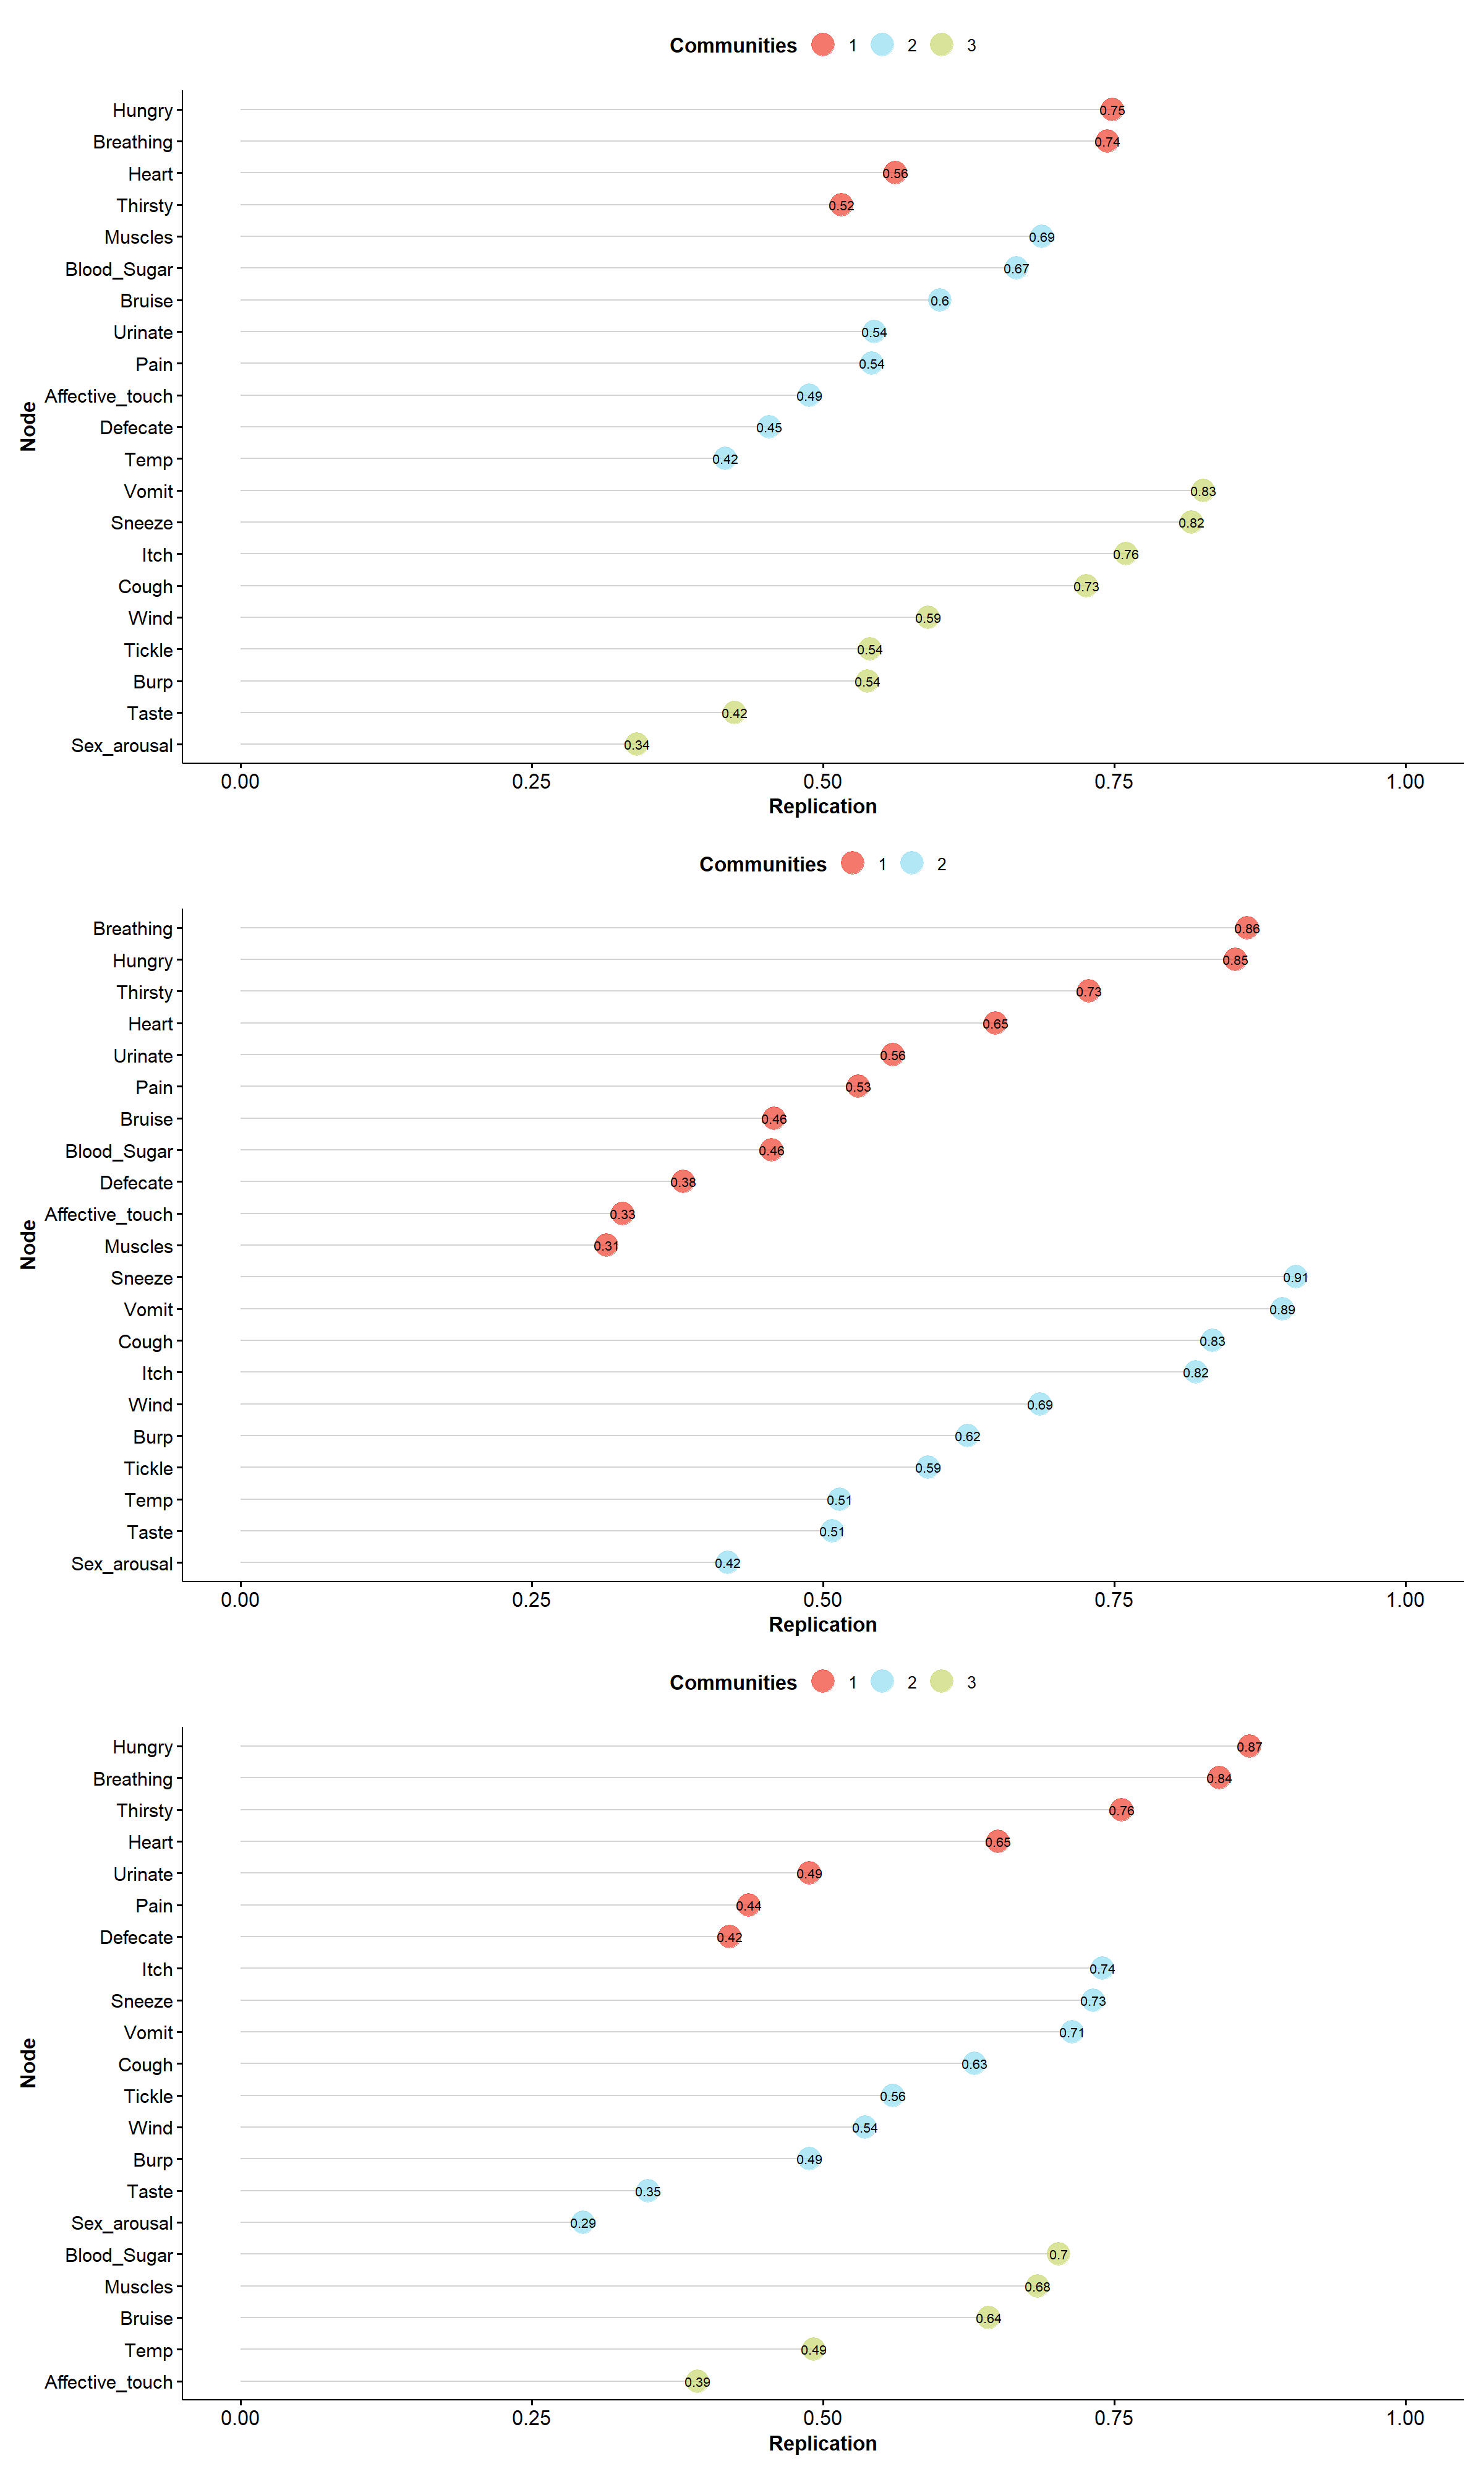 Communities 1 2 3
Hungry 0.75
Breathing 0.74
Heart 0.56
Thirsty 0.52
Muscles 0.69
Blood_Sugar 0.67
Bruise 0.6
Urinate 0.54
Pain 0.54
Affective_touch 0.49
Node
Defecate 0.45
Temp 0.42
Vomit 0.83
Sneeze 0.82
Itch 0.76
Cough 0.73
Wind 0.59
Tickle 0.54
Burp 0.54
Taste 0.42
Sex_arousal 0.34
0.00 0.25 0.50 0.75 1.00
Replication
Communities 1 2
Breathing 0.86
Hungry 0.85
Thirsty 0.73
Heart 0.65
Urinate 0.56
Pain 0.53
Bruise 0.46
Blood_Sugar 0.46
Defecate 0.38
Affective_touch 0.33
Node
Muscles 0.31
Sneeze 0.91
Vomit 0.89
Cough 0.83
Itch 0.82
Wind 0.69
Burp 0.62
Tickle 0.59
Temp 0.51
Taste 0.51
Sex_arousal 0.42
0.00 0.25 0.50 0.75 1.00
Replication
Communities 1 2 3
Hungry 0.87
Breathing 0.84
Thirsty 0.76
Heart 0.65
Urinate 0.49
Pain 0.44
Defecate 0.42
Itch 0.74
Sneeze 0.73
Vomit 0.71
Node
Cough 0.63
Tickle 0.56
Wind 0.54
Burp 0.49
Taste 0.35
Sex_arousal 0.29
Blood_Sugar 0.7
Muscles 0.68
Bruise 0.64
Temp 0.49
Affective_touch 0.39
0.00 0.25 0.50 0.75 1.00
Replication